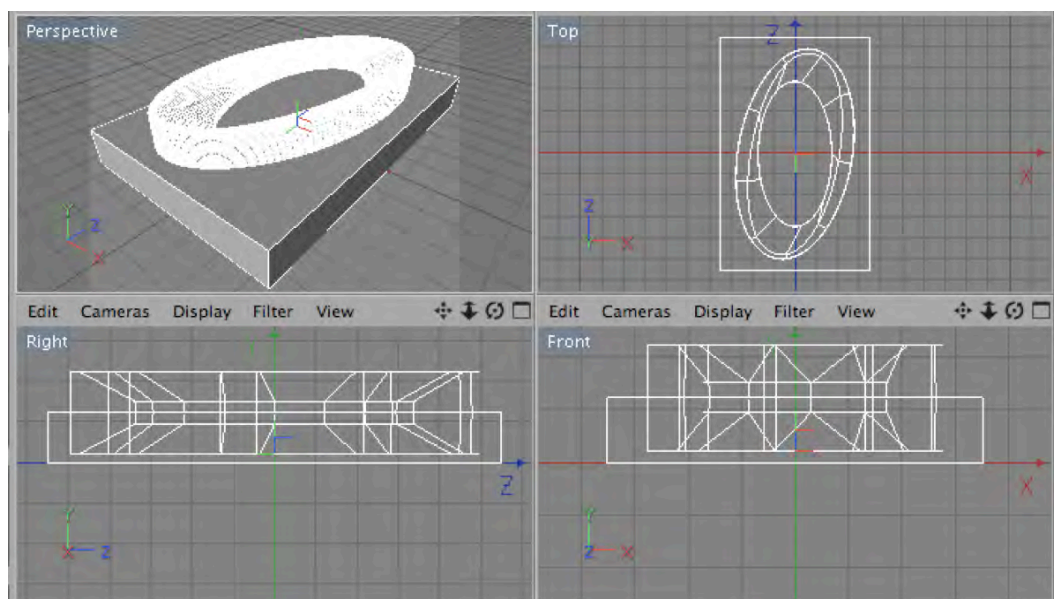 Perspective
Y
Z
X
Top
Z
X
Z
Y
X
Edit Cameras Display Filter View
Edit Cameras Display Filter View
Right
Z
Y
X
Z
Front
X
Y
Z
X